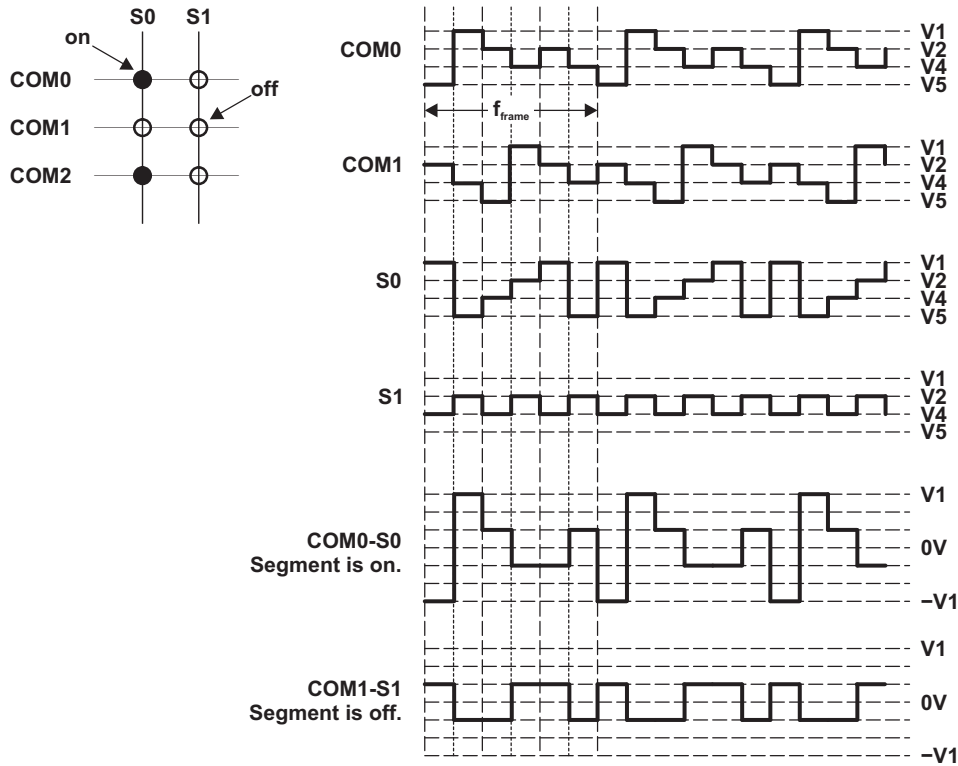 S0 S1
on
COM0
off
COM1
COM2
COM0
V1
V2
V4
V5
fframe
COM1
V1
V2
V4
V5
S0
V1
V2
V4
V5
S1
V1
V2
V4
V5
COM0-S0
Segment is on.
V1
0V
−V1
COM1-S1
Segment is off.
V1
0V
−V1